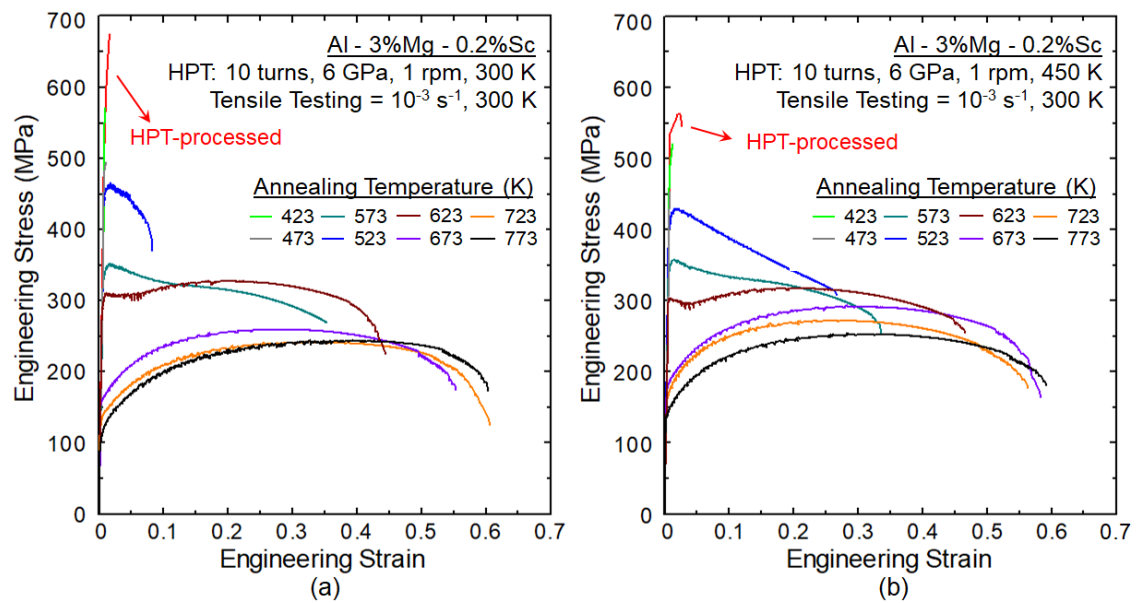 Al - 3%Mg - 0.2%Sc
HPT: 10 turns, 6 GPa, 1 rpm, 300 K
Tensile Testing = 10⁻³ s⁻¹, 300 K
HPT-processed
Annealing Temperature (K)
423 573 623 723
473 523 673 773
Engineering Stress (MPa)
700
600
500
400
300
200
100
0
0 0.1 0.2 0.3 0.4 0.5 0.6 0.7
Engineering Strain
(a)
Al - 3%Mg - 0.2%Sc
HPT: 10 turns, 6 GPa, 1 rpm, 450 K
Tensile Testing = 10⁻³ s⁻¹, 300 K
HPT-processed
Annealing Temperature (K)
423 573 623 723
473 523 673 773
Engineering Stress (MPa)
700
600
500
400
300
200
100
0
0 0.1 0.2 0.3 0.4 0.5 0.6 0.7
Engineering Strain
(b)